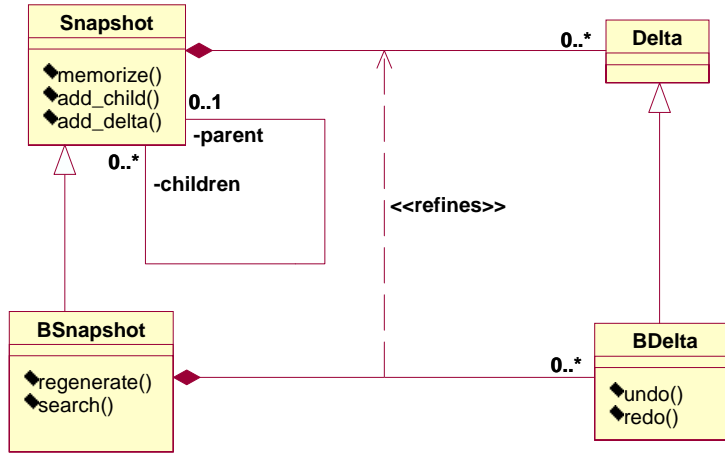 Snapshot
memorize()
add_child()
add_delta()
0..*
Delta
0..1
-parent
0..*
-children
<<refines>>
BSnapshot
regenerate()
search()
0..*
BDelta
undo()
redo()